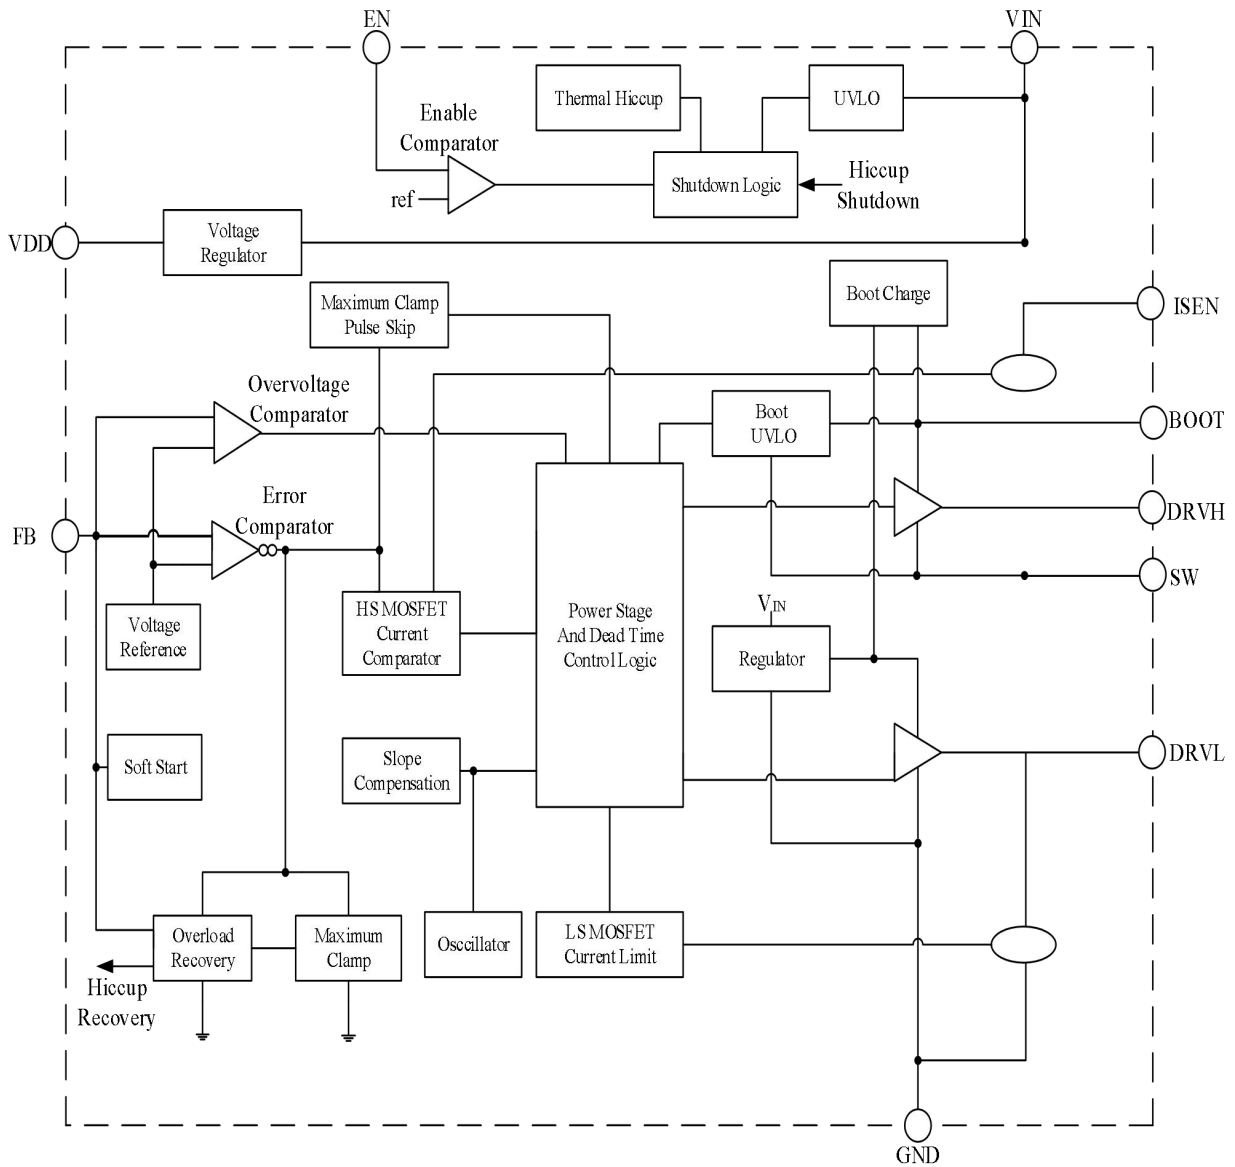 EN
VIN
Thermal Hiccup
UVLO
Enable
Comparator
ref
Shutdown Logic
Hiccup
Shutdown
VDD
Voltage
Regulator
Boot Charge
ISEN
Maximum Clamp
Pulse Skip
Overvoltage
Comparator
Boot
UVLO
BOOT
Error
Comparator
FB
DRVH
SW
Voltage
Reference
HS MOSFET
Current
Comparator
Power Stage
And Dead Time
Control Logic
VIN
Regulator
Soft Start
Slope
Compensation
DRVL
Overload
Recovery
Maximum
Clamp
Osccillator
LS MOSFET
Current Limit
Hiccup
Recovery
GND